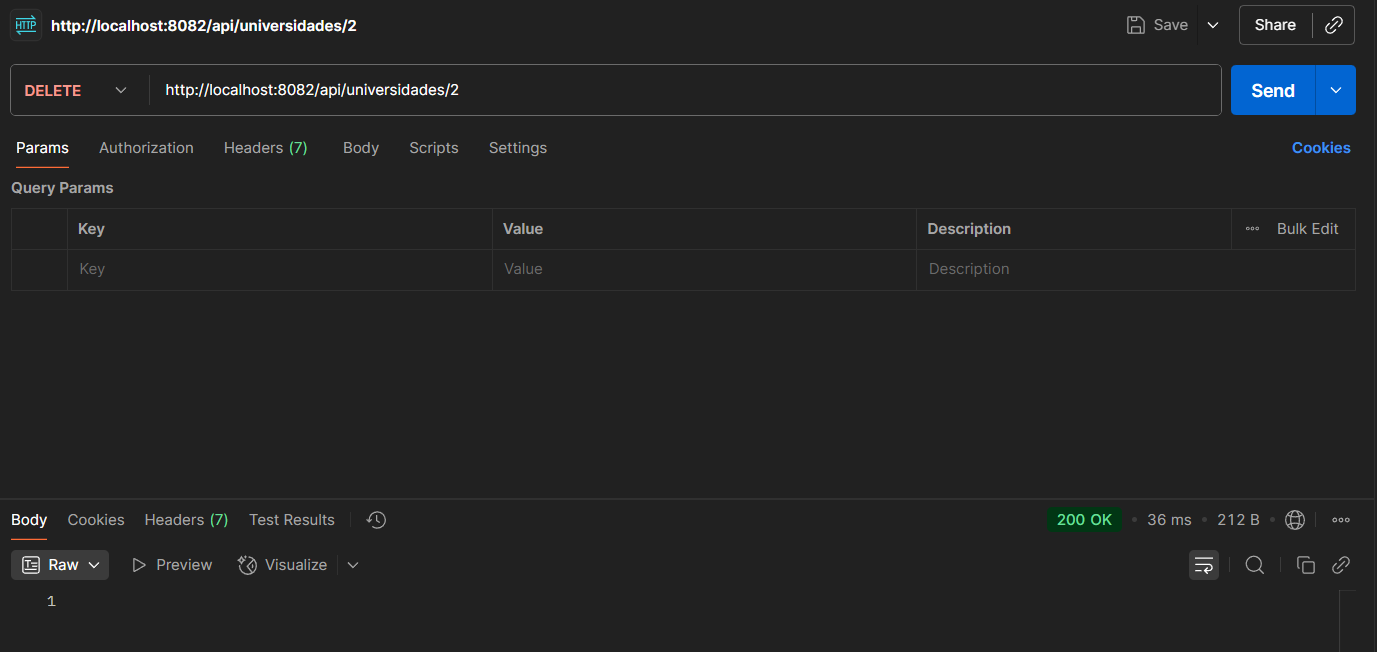 HTTP http://localhost:8082/api/universidades/2 Save Share
DELETE http://localhost:8082/api/universidades/2 Send
Params Authorization Headers (7) Body Scripts Settings Cookies
Query Params
Key Value Description Bulk Edit
Key Value Description
Body Cookies Headers (7) Test Results 200 OK • 36 ms • 212 B •
Raw Preview Visualize
1